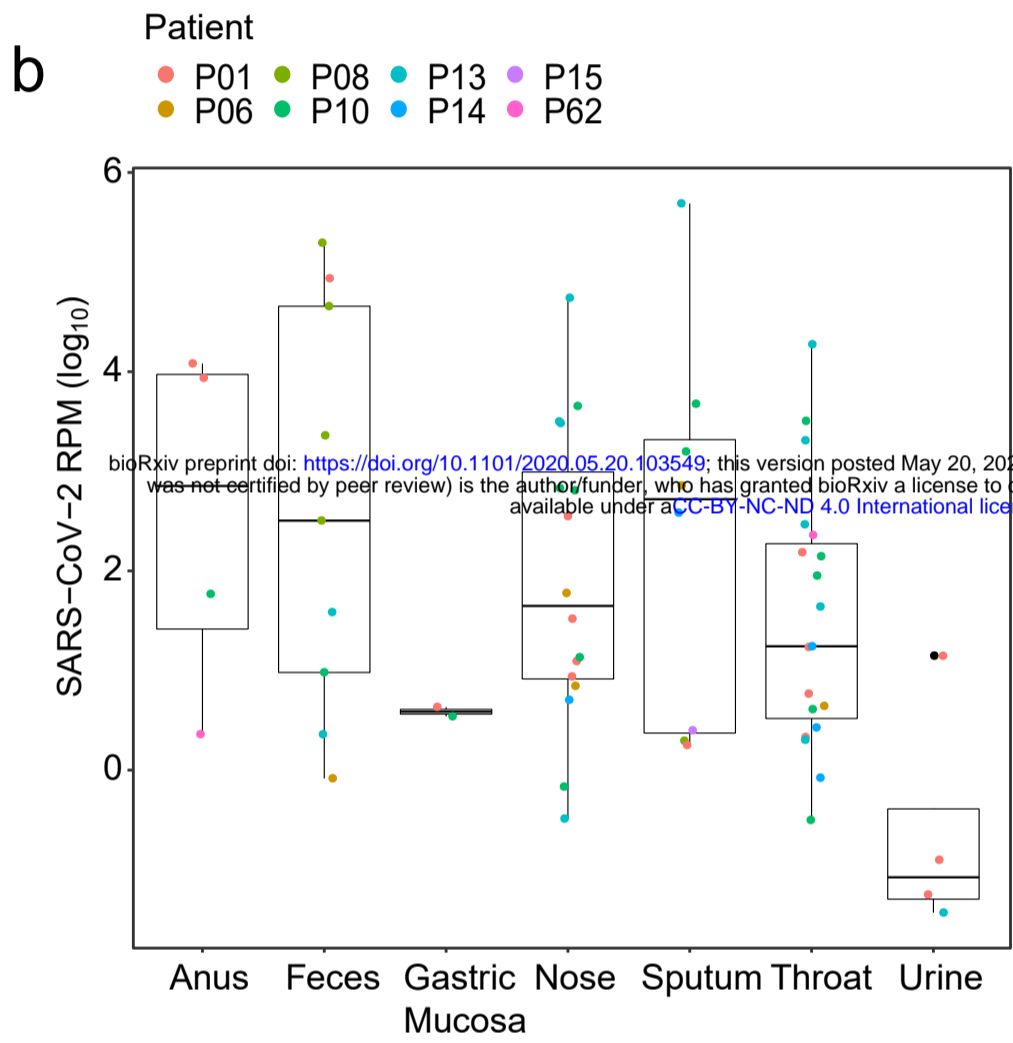 Patient
b
P01 P08 P13 P15
P06 P10 P14 P62
6
4
2
0
SARS−CoV−2 RPM (log10)
bioRxiv preprint doi: https://doi.org/10.1101/2020.05.20.103549; this version posted May 20, 202
was not certified by peer review) is the author/funder, who has granted bioRxiv a license to
available under aCC-BY-NC-ND 4.0 International lice
Anus Feces Gastric Nose Sputum Throat Urine
Mucosa